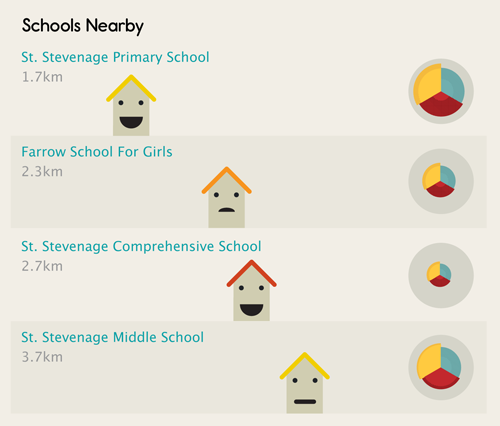 Schools Nearby
St. Stevenage Primary School
1.7km
Farrow School For Girls
2.3km
St. Stevenage Comprehensive School
2.7km
St. Stevenage Middle School
3.7km